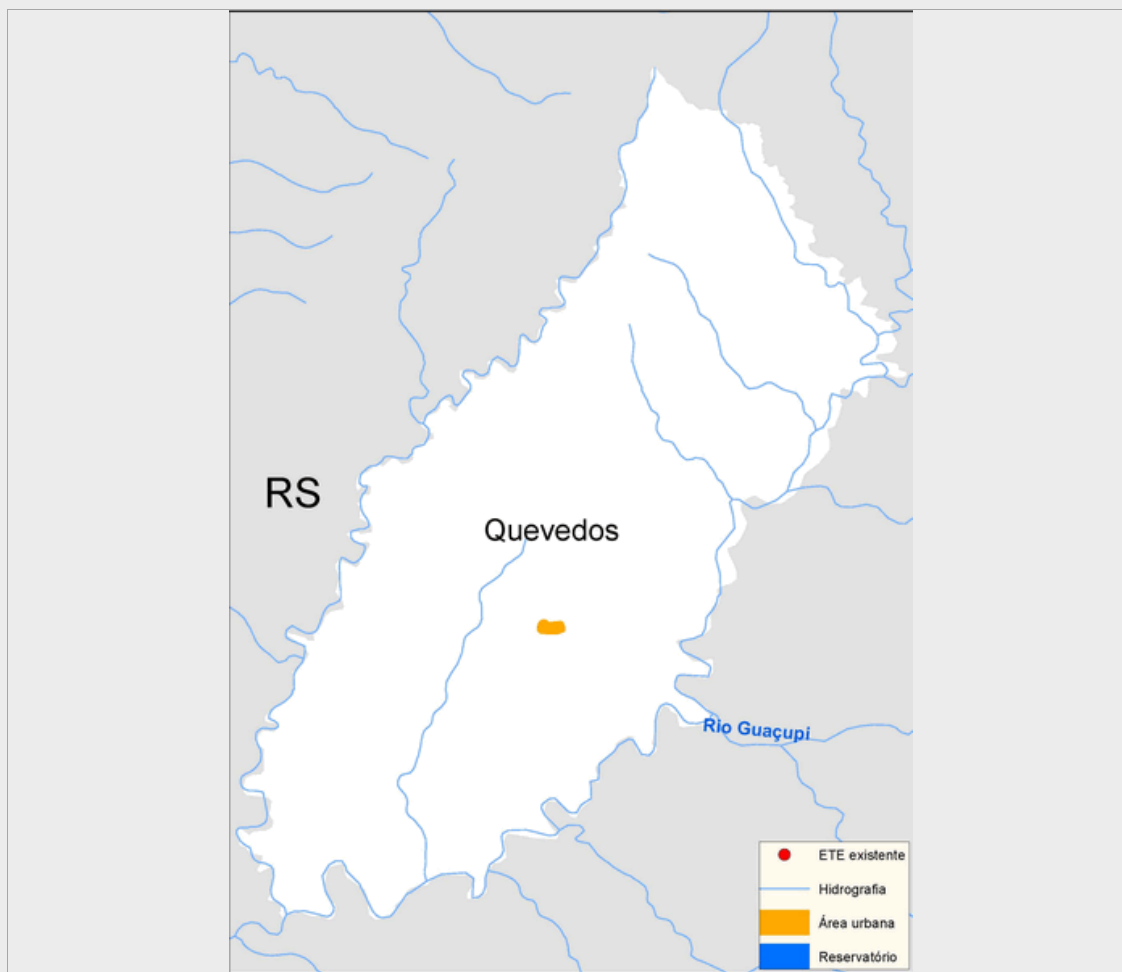 RS
Quevedos
Rio Guaçupi
ETE existente
Hidrografia
Área urbana
Reservatório